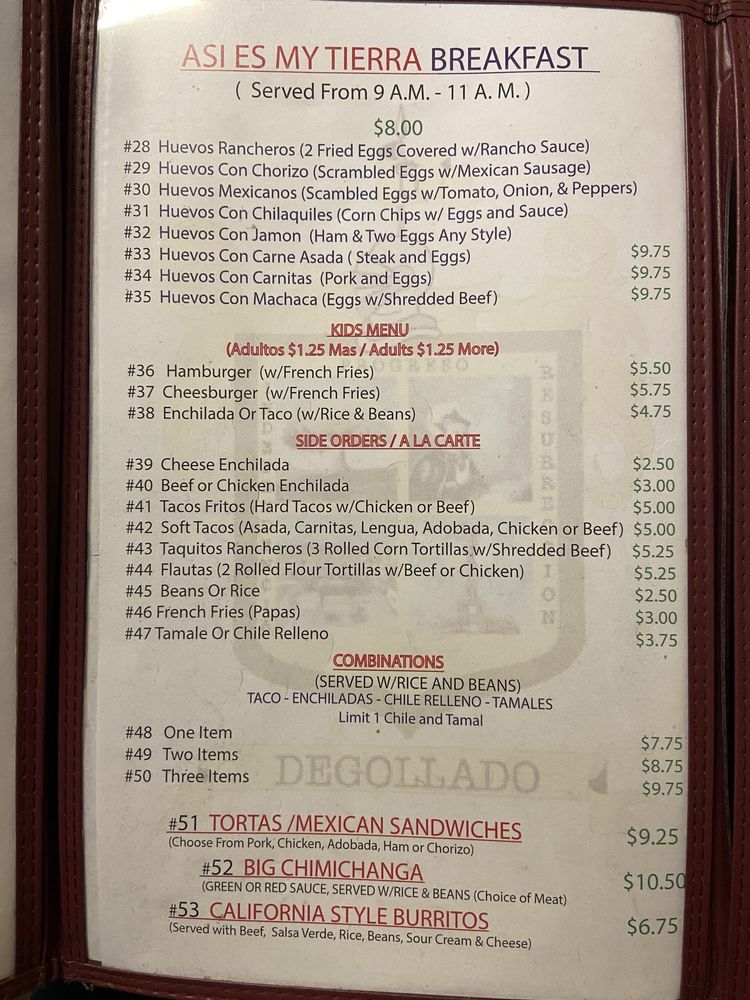 ASI ES MY TIERRA BREAKFAST
( Served From 9 A.M. - 11 A. M. )
$8.00
#28 Huevos Rancheros (2 Fried Eggs Covered w/Rancho Sauce)
#29 Huevos Con Chorizo (Scrambled Eggs w/Mexican Sausage)
#30 Huevos Mexicanos (Scambled Eggs w/Tomato, Onion, & Peppers)
#31 Huevos Con Chilaquiles (Corn Chips w/ Eggs and Sauce)
#32 Huevos Con Jamon (Ham & Two Eggs Any Style)
#33 Huevos Con Carne Asada ( Steak and Eggs) $9.75
#34 Huevos Con Carnitas (Pork and Eggs) $9.75
#35 Huevos Con Machaca (Eggs w/Shredded Beef) $9.75
KIDS MENU
(Adultos $1.25 Mas / Adults $1.25 More)
PROGRESO
#36 Hamburger (w/French Fries) $5.50
#37 Cheesburger (w/French Fries) $5.75
#38 Enchilada Or Taco (w/Rice & Beans) $4.75
RESURRECCION
SIDE ORDERS / A LA CARTE
#39 Cheese Enchilada $2.50
#40 Beef or Chicken Enchilada $3.00
#41 Tacos Fritos (Hard Tacos w/Chicken or Beef) $5.00
#42 Soft Tacos (Asada, Carnitas, Lengua, Adobada, Chicken or Beef) $5.00
#43 Taquitos Rancheros (3 Rolled Corn Tortillas w/Shredded Beef) $5.25
#44 Flautas (2 Rolled Flour Tortillas w/Beef or Chicken) $5.25
#45 Beans Or Rice $2.50
#46 French Fries (Papas) $3.00
#47 Tamale Or Chile Relleno $3.75
COMBINATIONS
(SERVED W/RICE AND BEANS)
TACO - ENCHILADAS - CHILE RELLENO - TAMALES
Limit 1 Chile and Tamal
#48 One Item $7.75
#49 Two Items $8.75
#50 Three Items $9.75
DEGOLLADO
#51 TORTAS /MEXICAN SANDWICHES $9.25
(Choose From Pork, Chicken, Adobada, Ham or Chorizo)
#52 BIG CHIMICHANGA $10.50
(GREEN OR RED SAUCE, SERVED W/RICE & BEANS (Choice of Meat)
#53 CALIFORNIA STYLE BURRITOS $6.75
(Served with Beef, Salsa Verde, Rice, Beans, Sour Cream & Cheese)